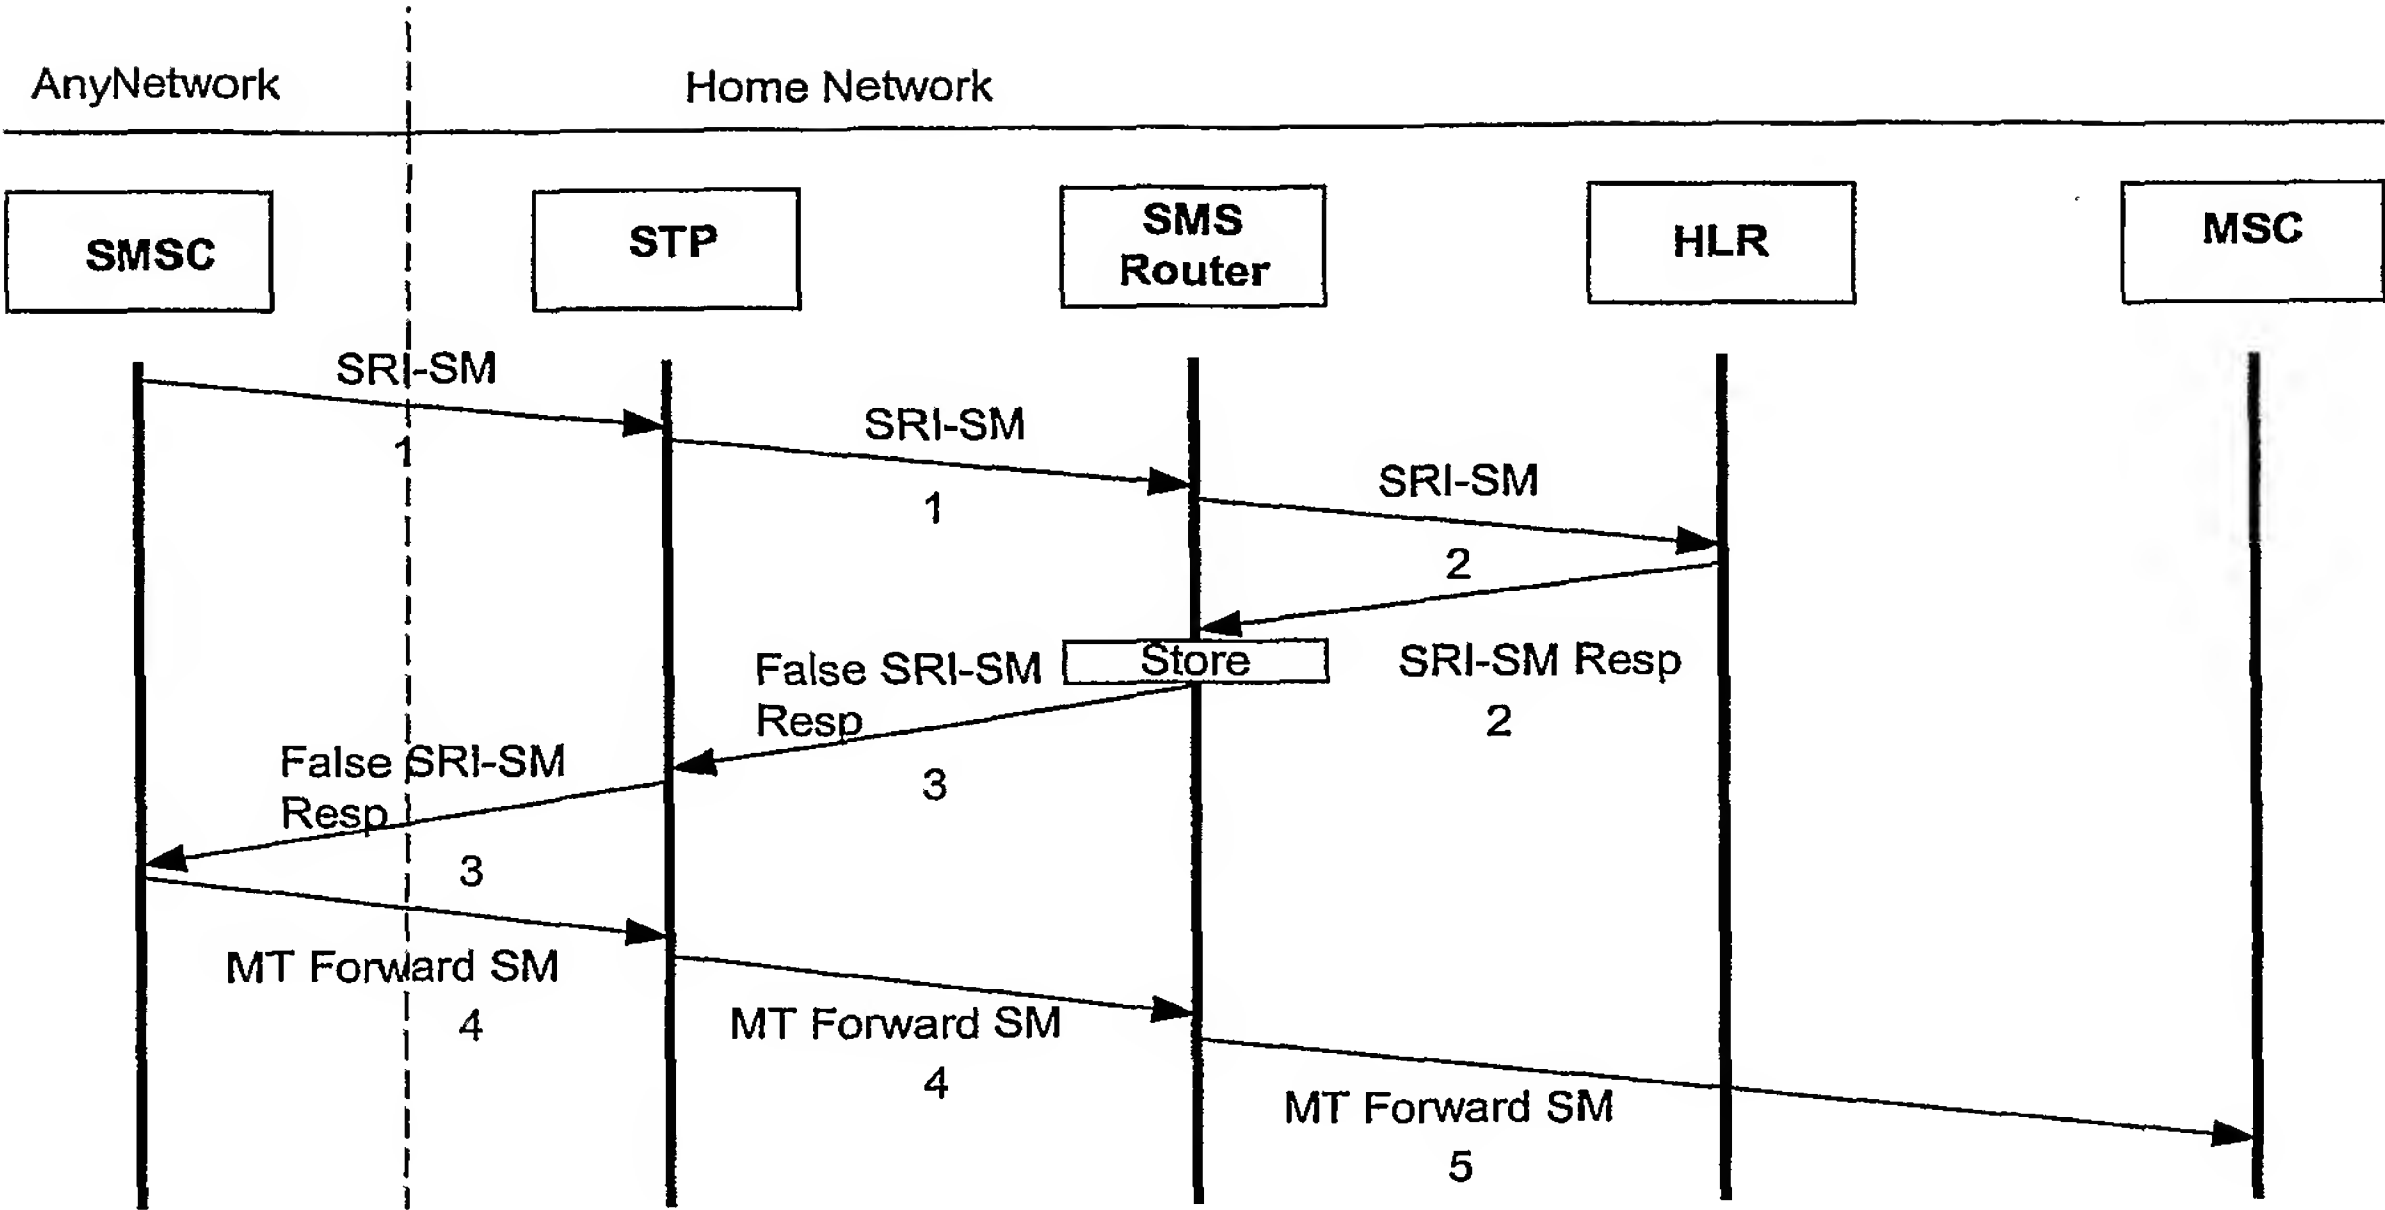 AnyNetwork
Home Network
SMSC
STP
SMS
Router
HLR
MSC
SRI-SM
1
SRI-SM
1
SRI-SM
2
SRI-SM Resp
2
Store
False SRI-SM
Resp
3
False SRI-SM
Resp
3
MT Forward SM
4
MT Forward SM
4
MT Forward SM
5